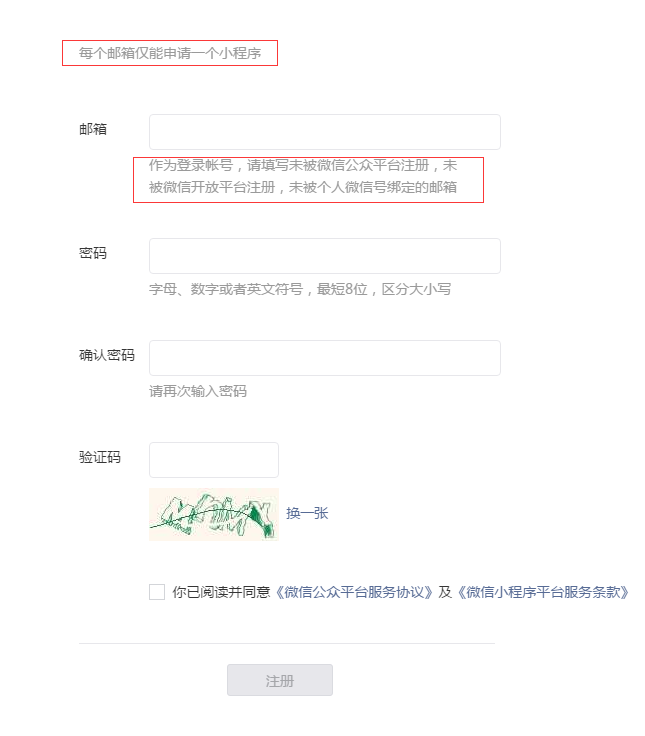 每个邮箱仅能申请一个小程序
邮箱
作为登录帐号，请填写未被微信公众平台注册，未
被微信开放平台注册，未被个人微信号绑定的邮箱
密码
字母、数字或者英文符号，最短8位，区分大小写
确认密码
请再次输入密码
验证码
换一张
你已阅读并同意《微信公众平台服务协议》及《微信小程序平台服务条款》
注册